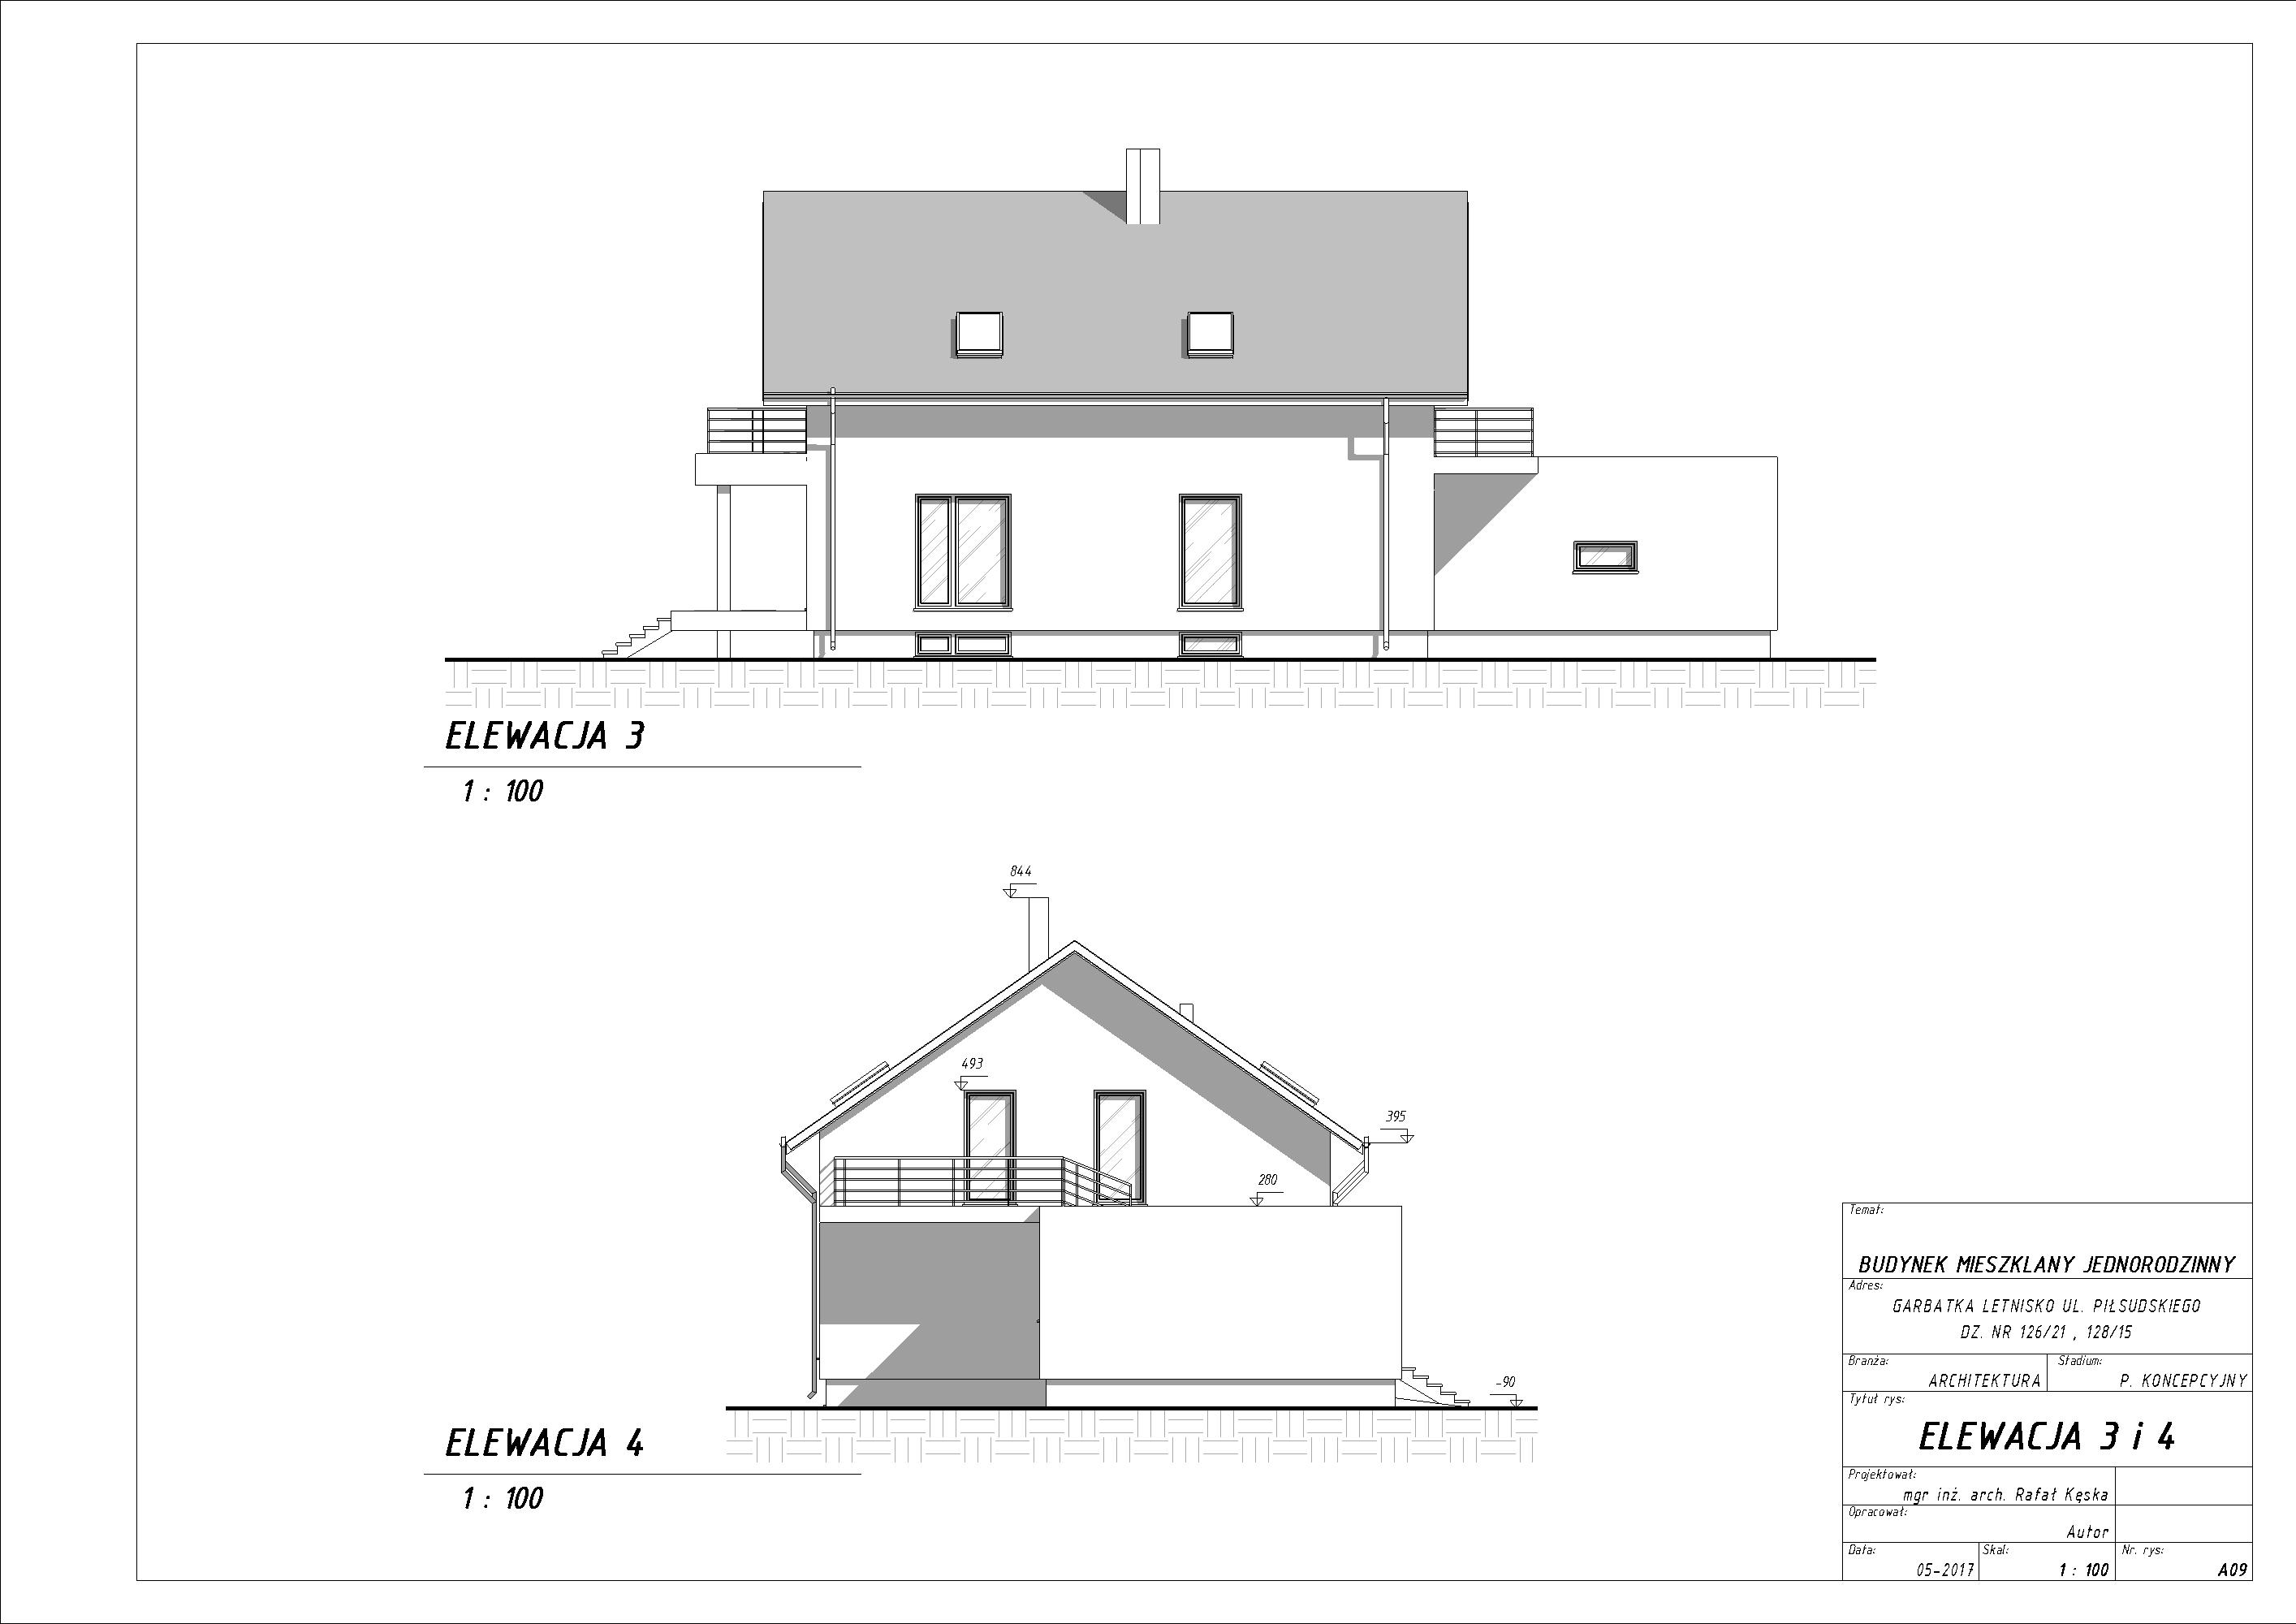 ELEWACJA 3
1 : 100
844
493
395
280
-90
ELEWACJA 4
1 : 100
Temat:
BUDYNEK MIESZKLANY JEDNORODZINNY
Adres:
GARBATKA LETNISKO UL. PIŁSUDSKIEGO
DZ. NR 126/21 , 128/15
Branża: Stadium:
ARCHITEKTURA P. KONCEPCYJNY
Tytuł rys:
ELEWACJA 3 i 4
Projektował:
mgr inż. arch. Rafał Kęska
Opracował:
Autor
Data: Skal: Nr. rys:
05-2017 1 : 100 A09